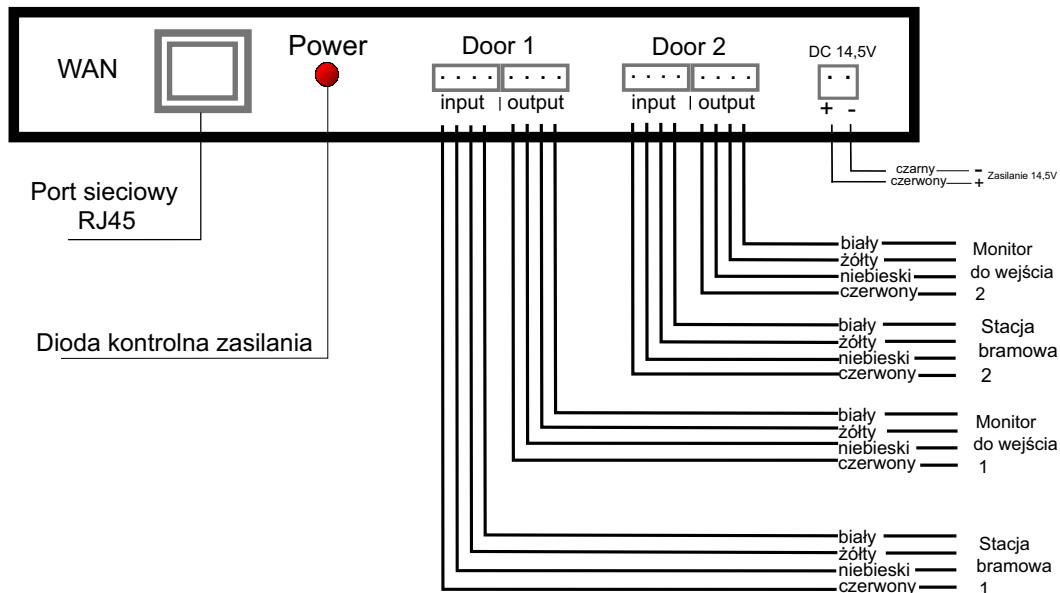 WAN
Power
Door 1
Door 2
DC 14,5V
input | output
input | output
+ -
czarny -
czerwony +
Zasilanie 14,5V
Port sieciowy
RJ45
Dioda kontrolna zasilania
biały
żółty
niebieski
czerwony
Monitor
do wejścia
2
biały
żółty
niebieski
czerwony
Stacja
bramowa
2
biały
żółty
niebieski
czerwony
Monitor
do wejścia
1
biały
żółty
niebieski
czerwony
Stacja
bramowa
1